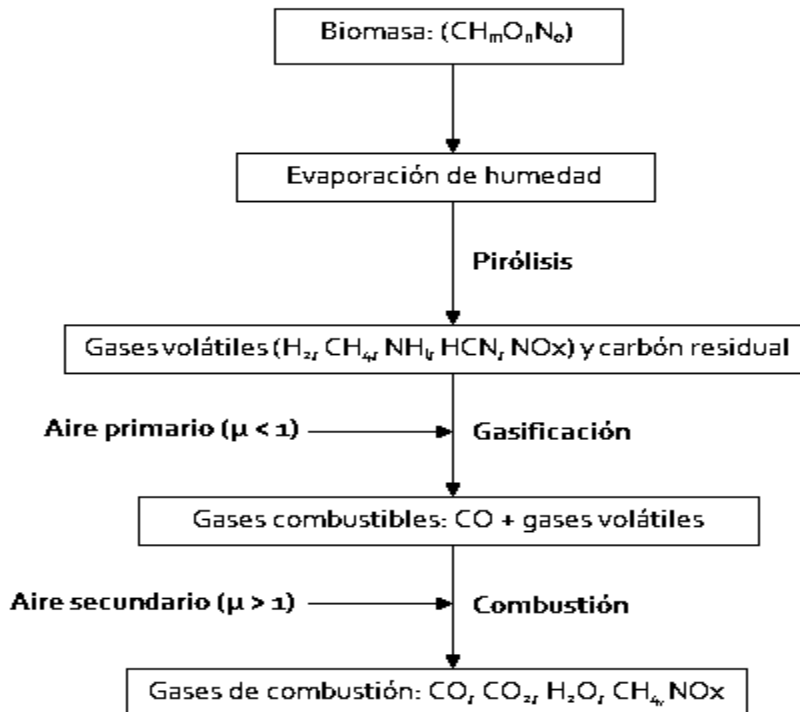 Biomasa: (CHₘOₙNₒ)
Evaporación de humedad
Pirólisis
Gases volátiles (H₂, CH₄, NHᵢ, HCN, NOx) y carbón residual
Aire primario (μ < 1)
Gasificación
Gases combustibles: CO + gases volátiles
Aire secundario (μ > 1)
Combustión
Gases de combustión: CO, CO₂, H₂O, CH₄, NOx